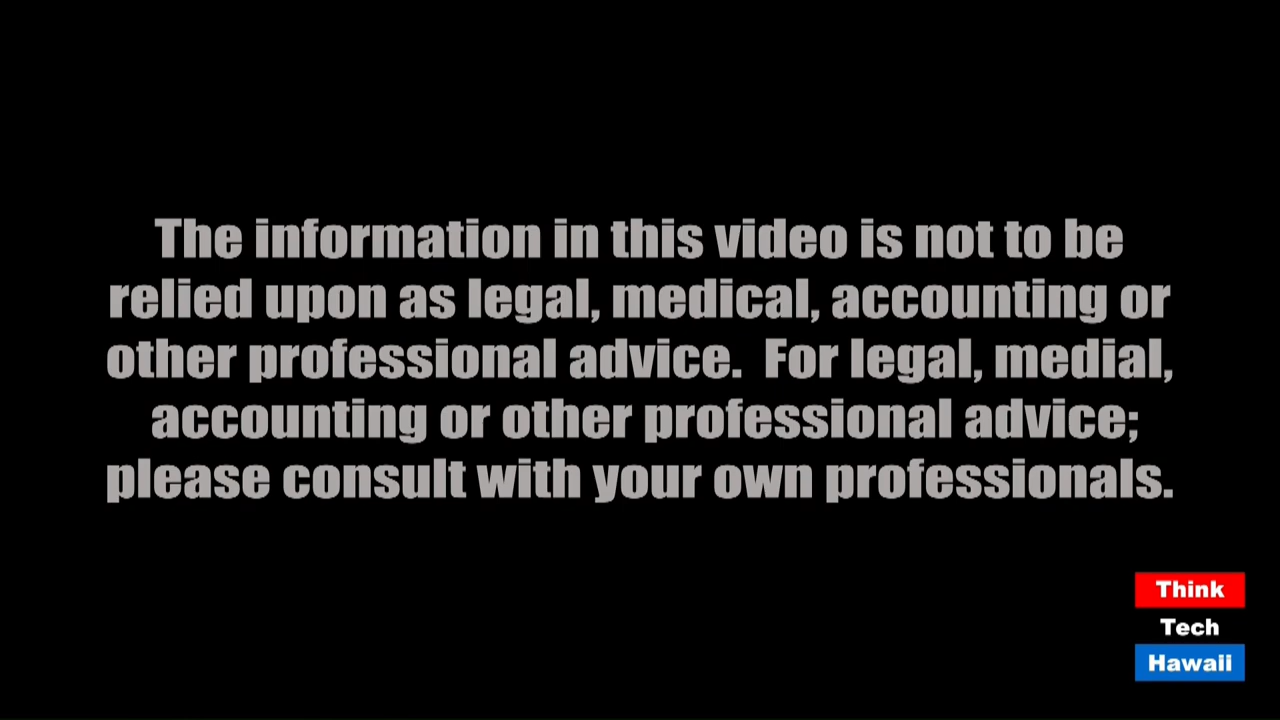 The information in this video is not to be
relied upon as legal, medical, accounting or
other professional advice.  For legal, medial,
accounting or other professional advice;
please consult with your own professionals.
Think
Tech
Hawaii